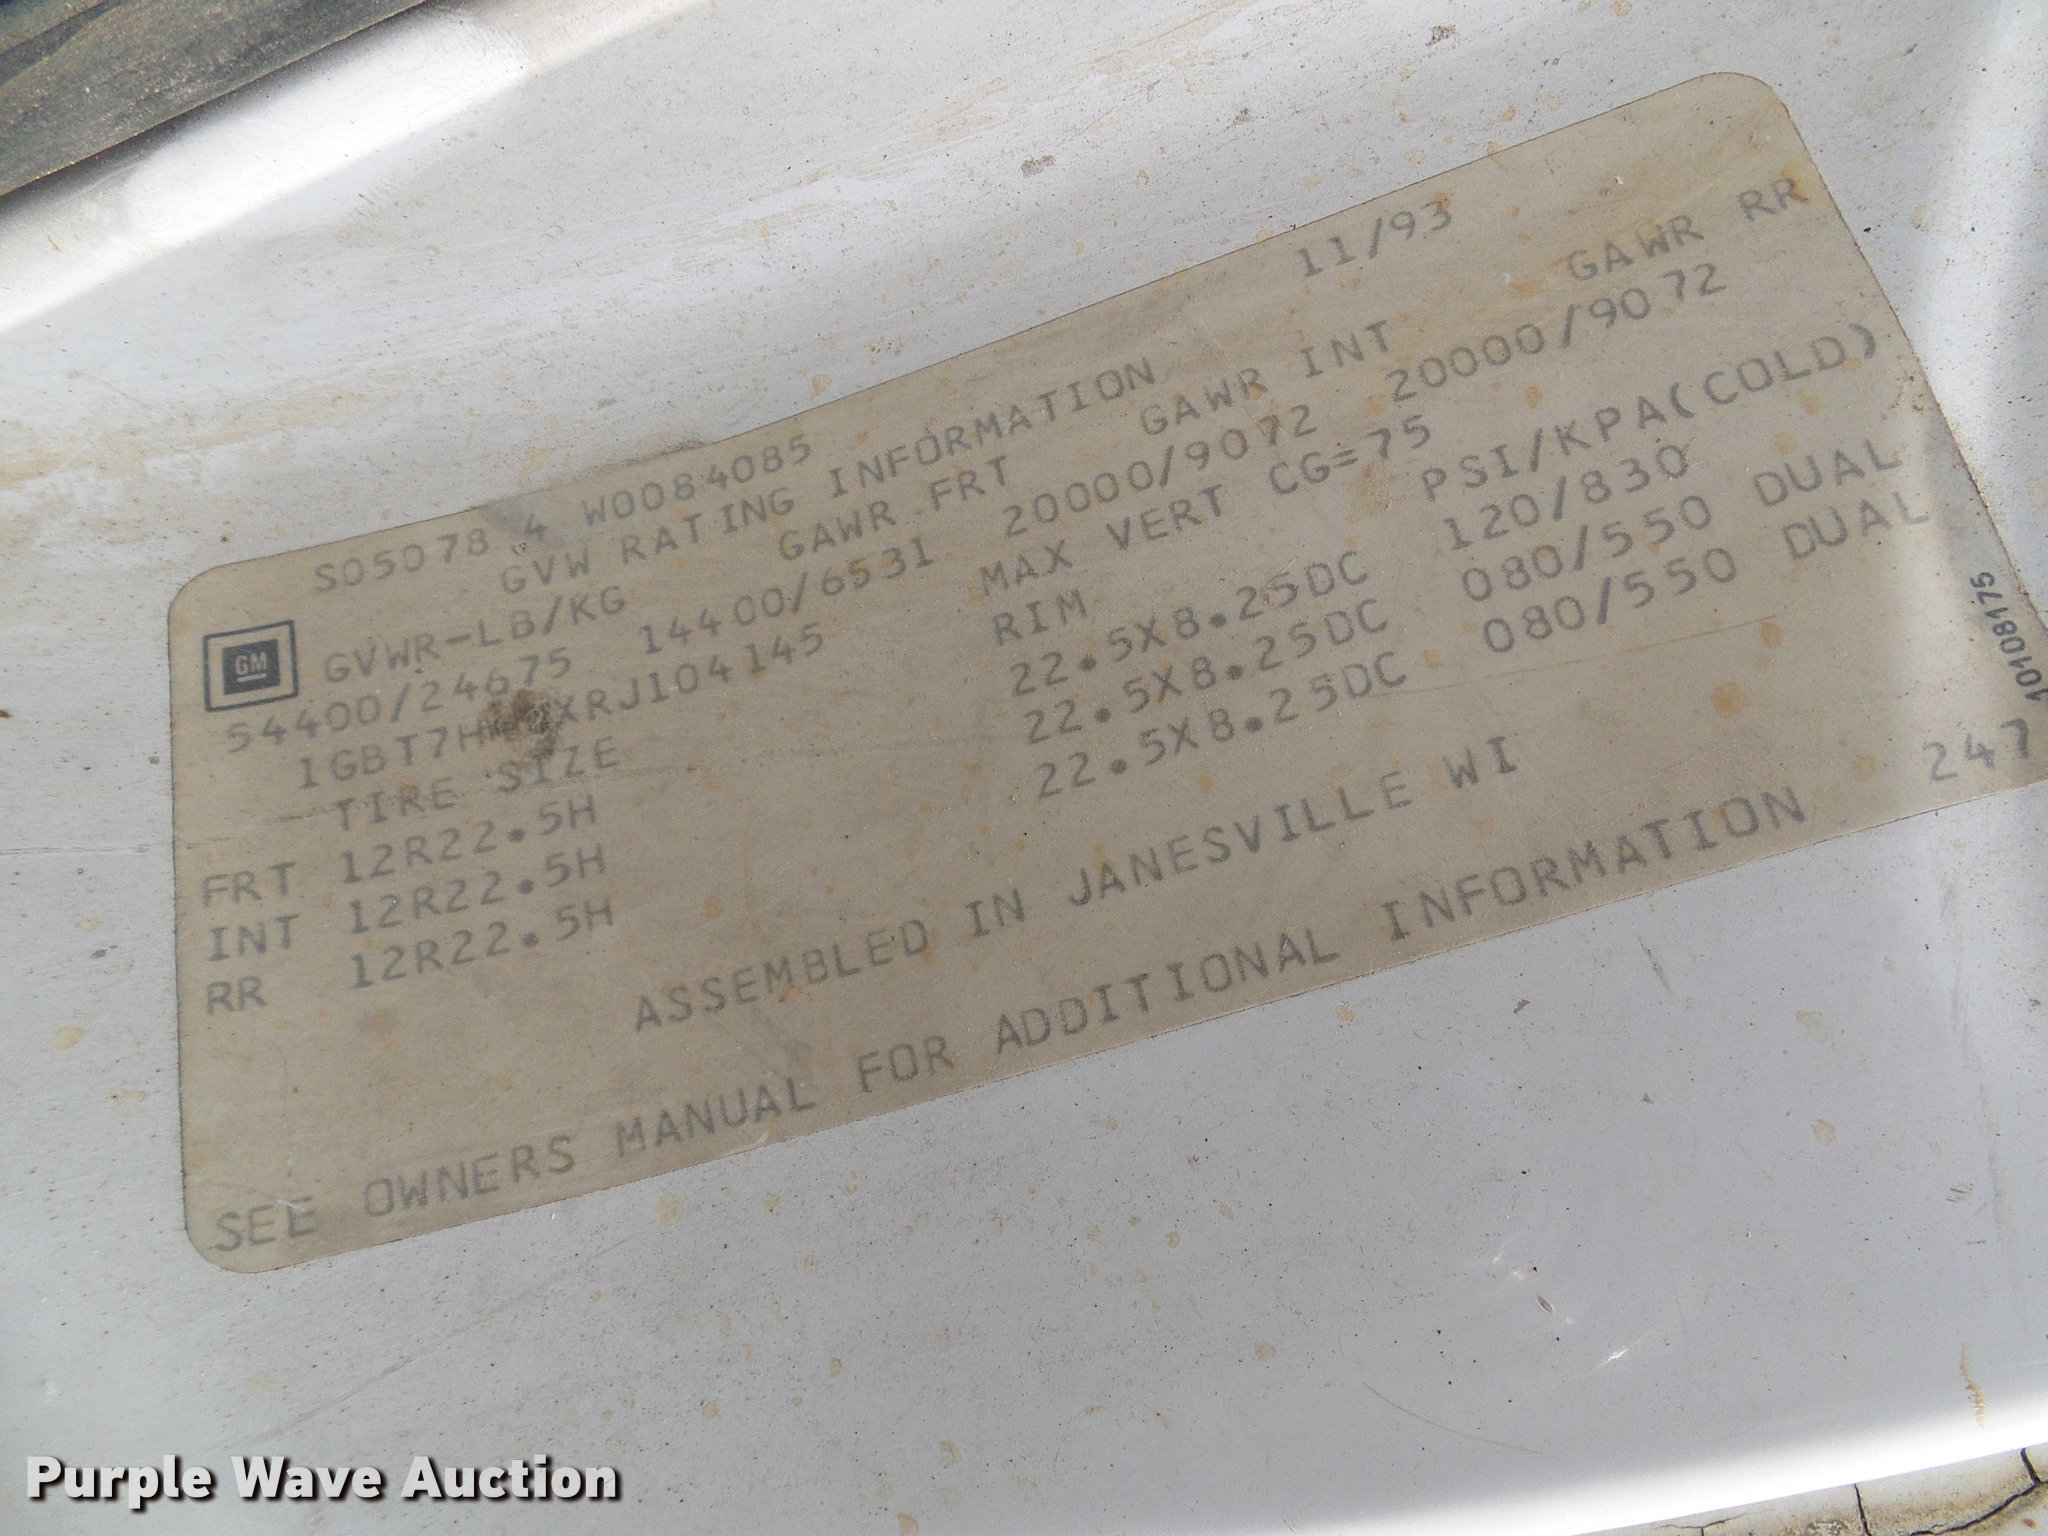 S05078 4 W0084085 11/93
GVW RATING INFORMATION
GM
GVWR-LB/KG GAWR FRT GAWR INT GAWR RR
54400/24675 14400/6531 20000/9072 20000/9072
MAX VERT CG=75
TIRE SIZE RIM PSI/KPA(COLD)
FRT 12R22.5H 22.5X8.25DC 120/830
INT 12R22.5H 22.5X8.25DC 080/550 DUAL
RR 12R22.5H 22.5X8.25DC 080/550 DUAL
ASSEMBLED IN JANESVILLE WI
SEE OWNERS MANUAL FOR ADDITIONAL INFORMATION 247
10108175
Purple Wave Auction